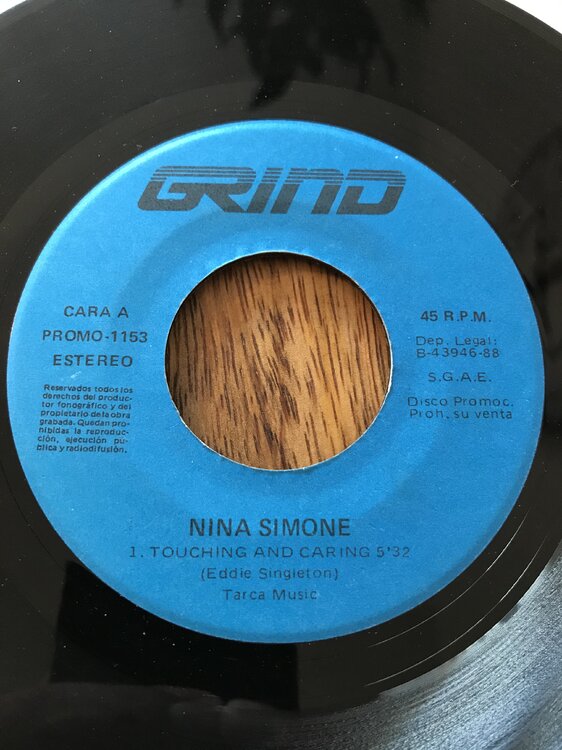 GRIND
CARA A
PROMO-1153
ESTEREO
Reservados todos los
derechos del produc-
tor fonográfico y del
propietario de la obra
grabada. Quedan pro-
hibidas la reproduc-
ción, ejecución pú-
blica y radiodifusión.
45 R.P.M.
Dep. Legal:
B-43946-88
S.G.A.E.
Disco Promoc.
Proh. su venta
NINA SIMONE
1. TOUCHING AND CARING 5'32
(Eddie Singleton)
Tarca Music